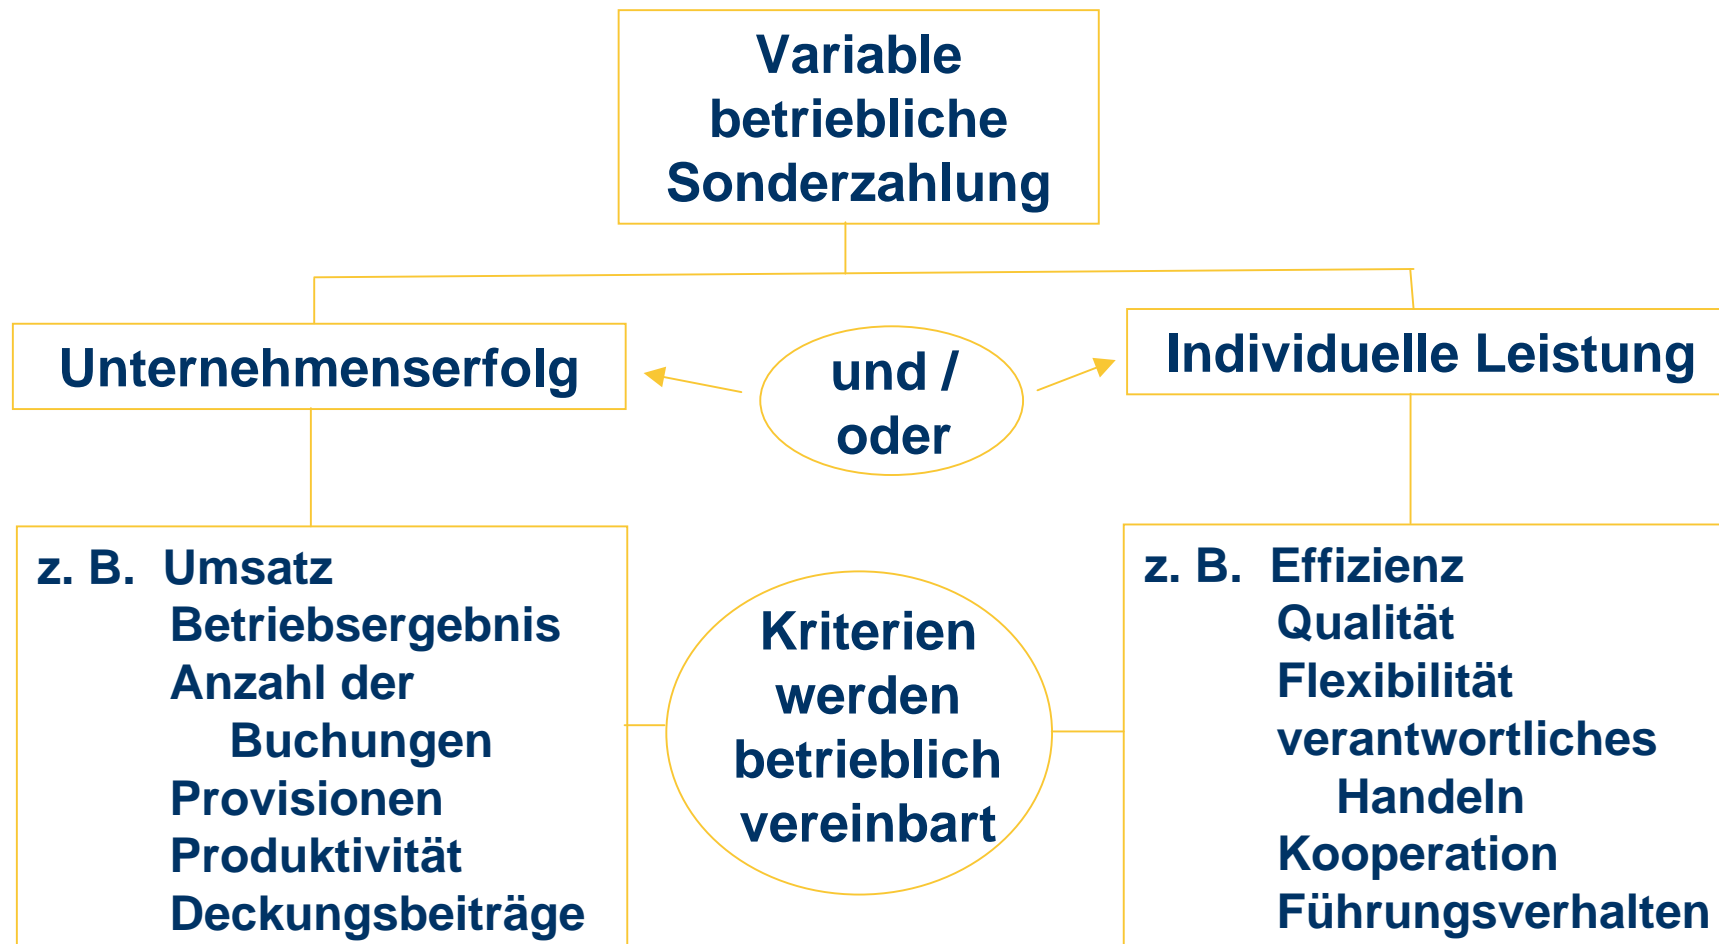 Variable
betriebliche
Sonderzahlung
Unternehmenserfolg
und /
oder
Individuelle Leistung
z. B. Umsatz
Betriebsergebnis
Anzahl der
Buchungen
Provisionen
Produktivität
Deckungsbeiträge
Kriterien
werden
betrieblich
vereinbart
z. B. Effizienz
Qualität
Flexibilität
verantwortliches
Handeln
Kooperation
Führungsverhalten